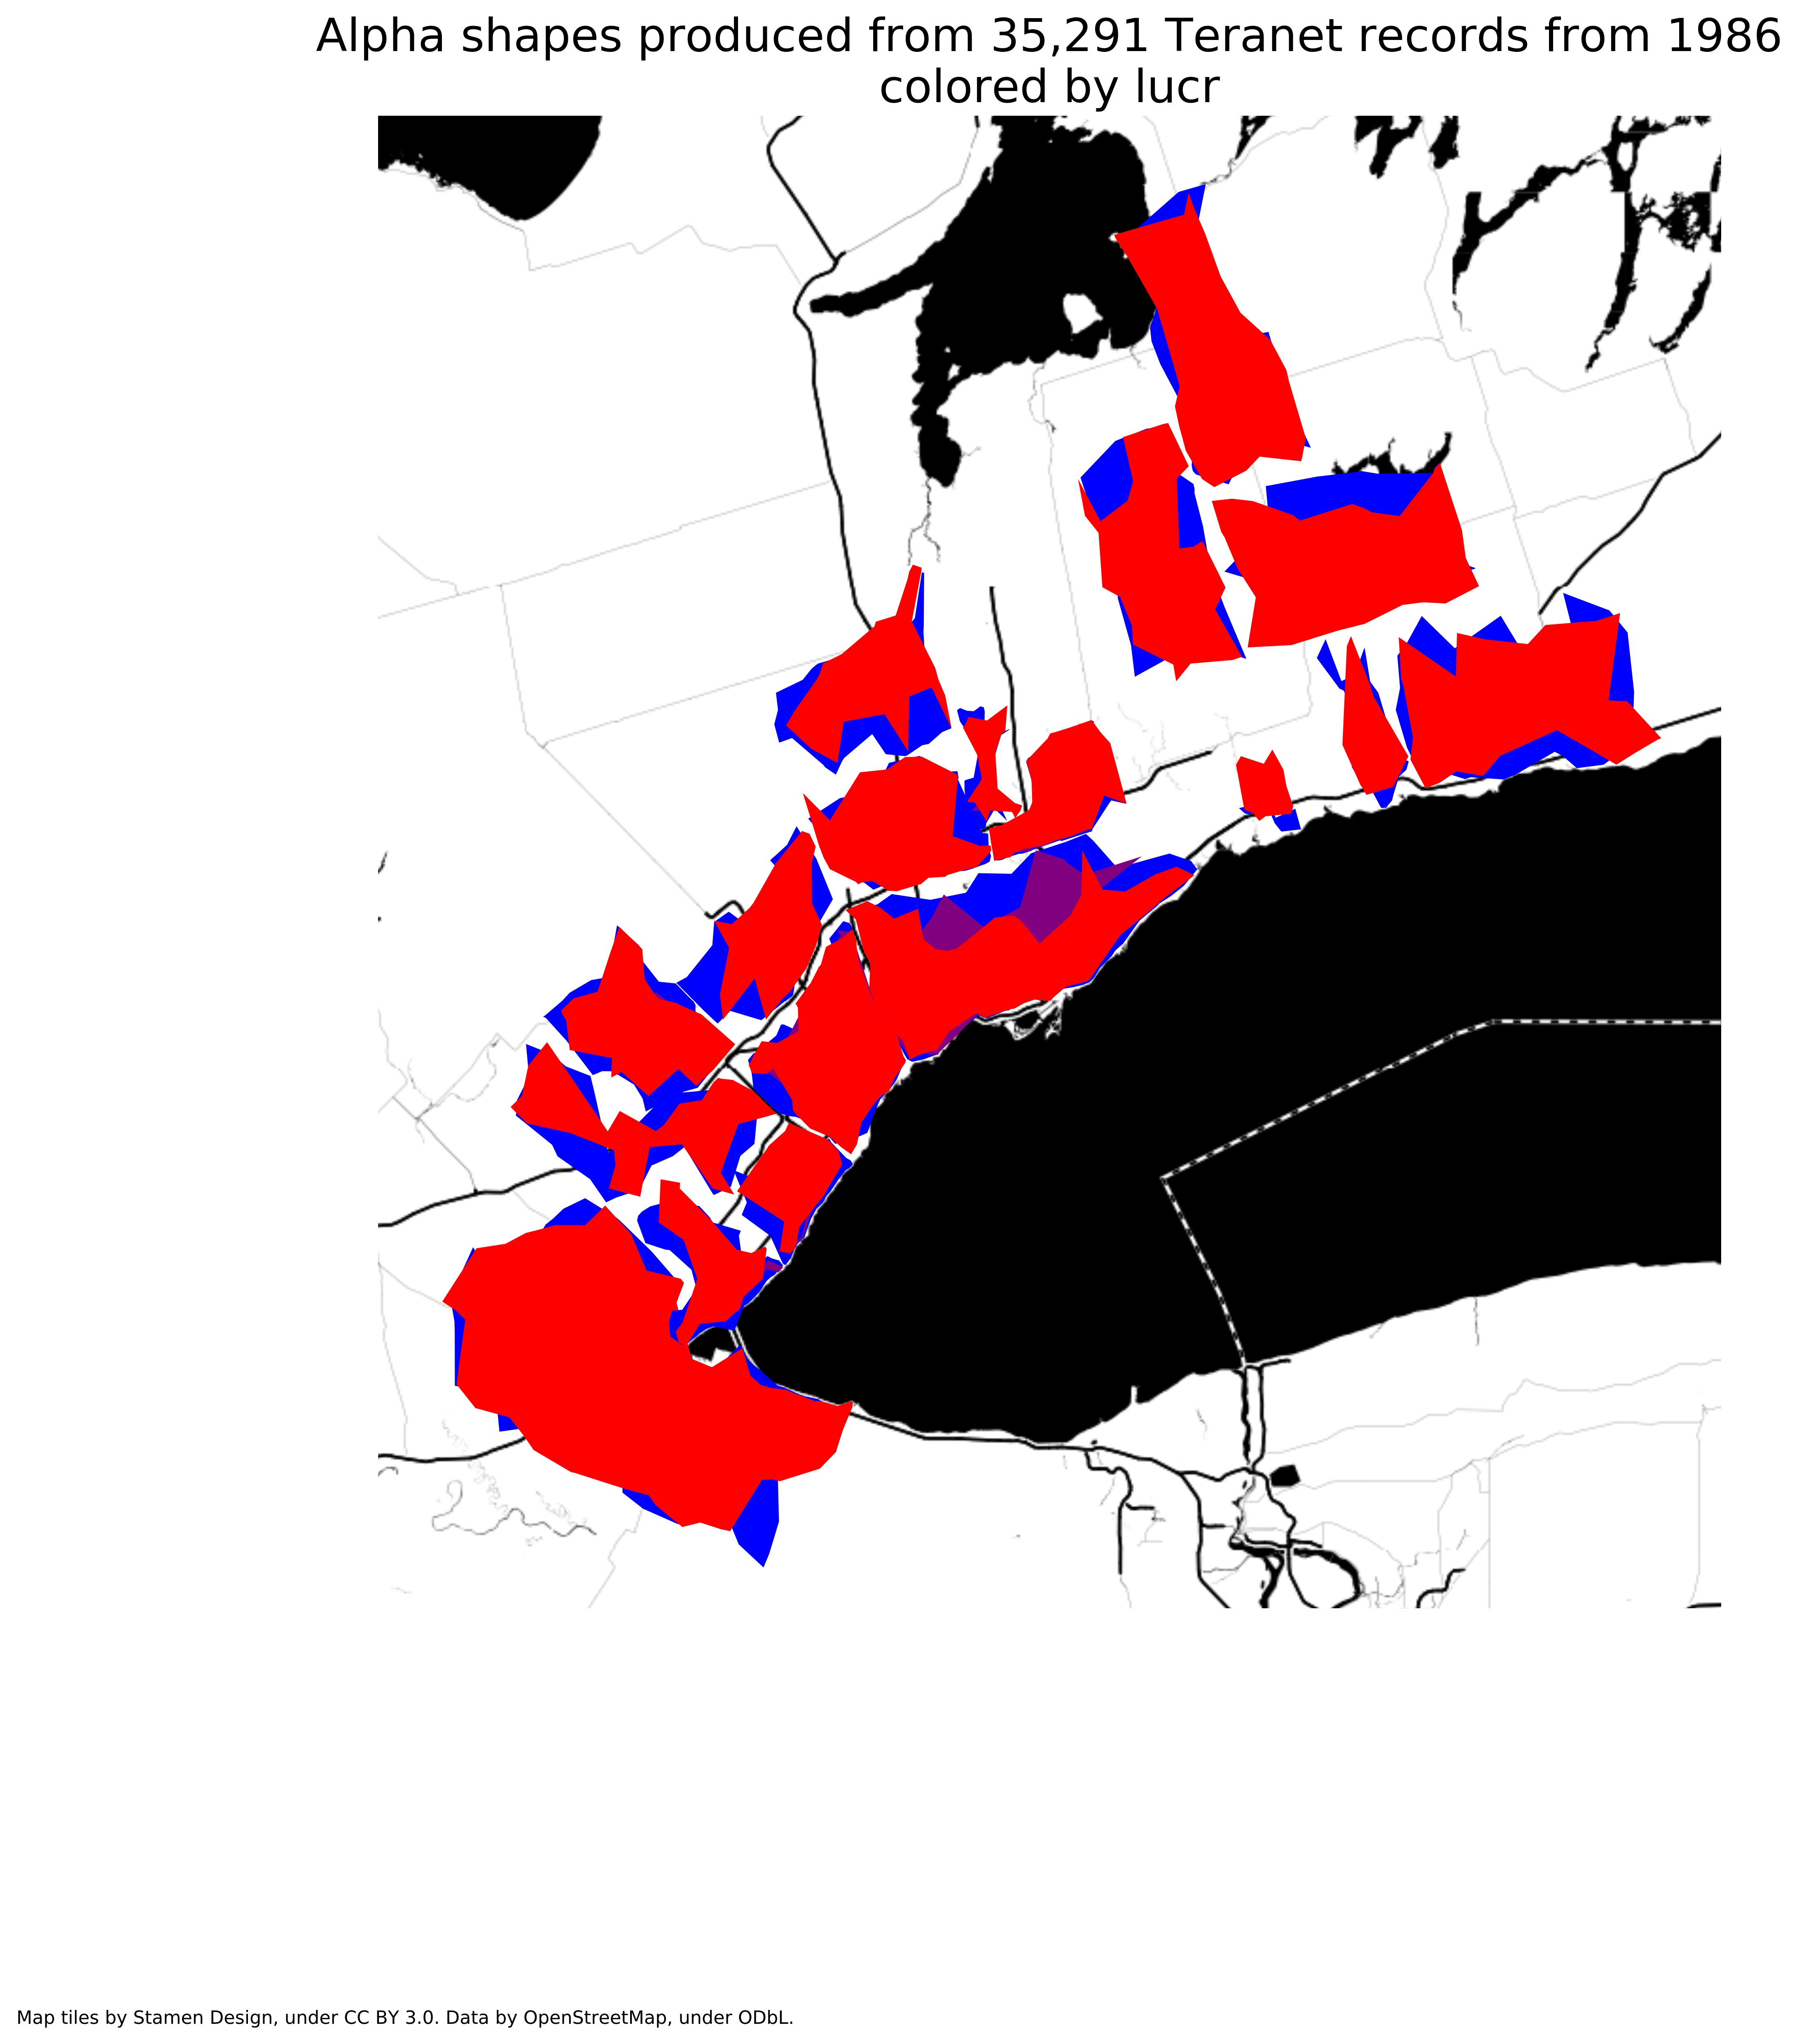 Alpha shapes produced from 35,291 Teranet records from 1986
colored by lucr
Map tiles by Stamen Design, under CC BY 3.0. Data by OpenStreetMap, under ODbL.